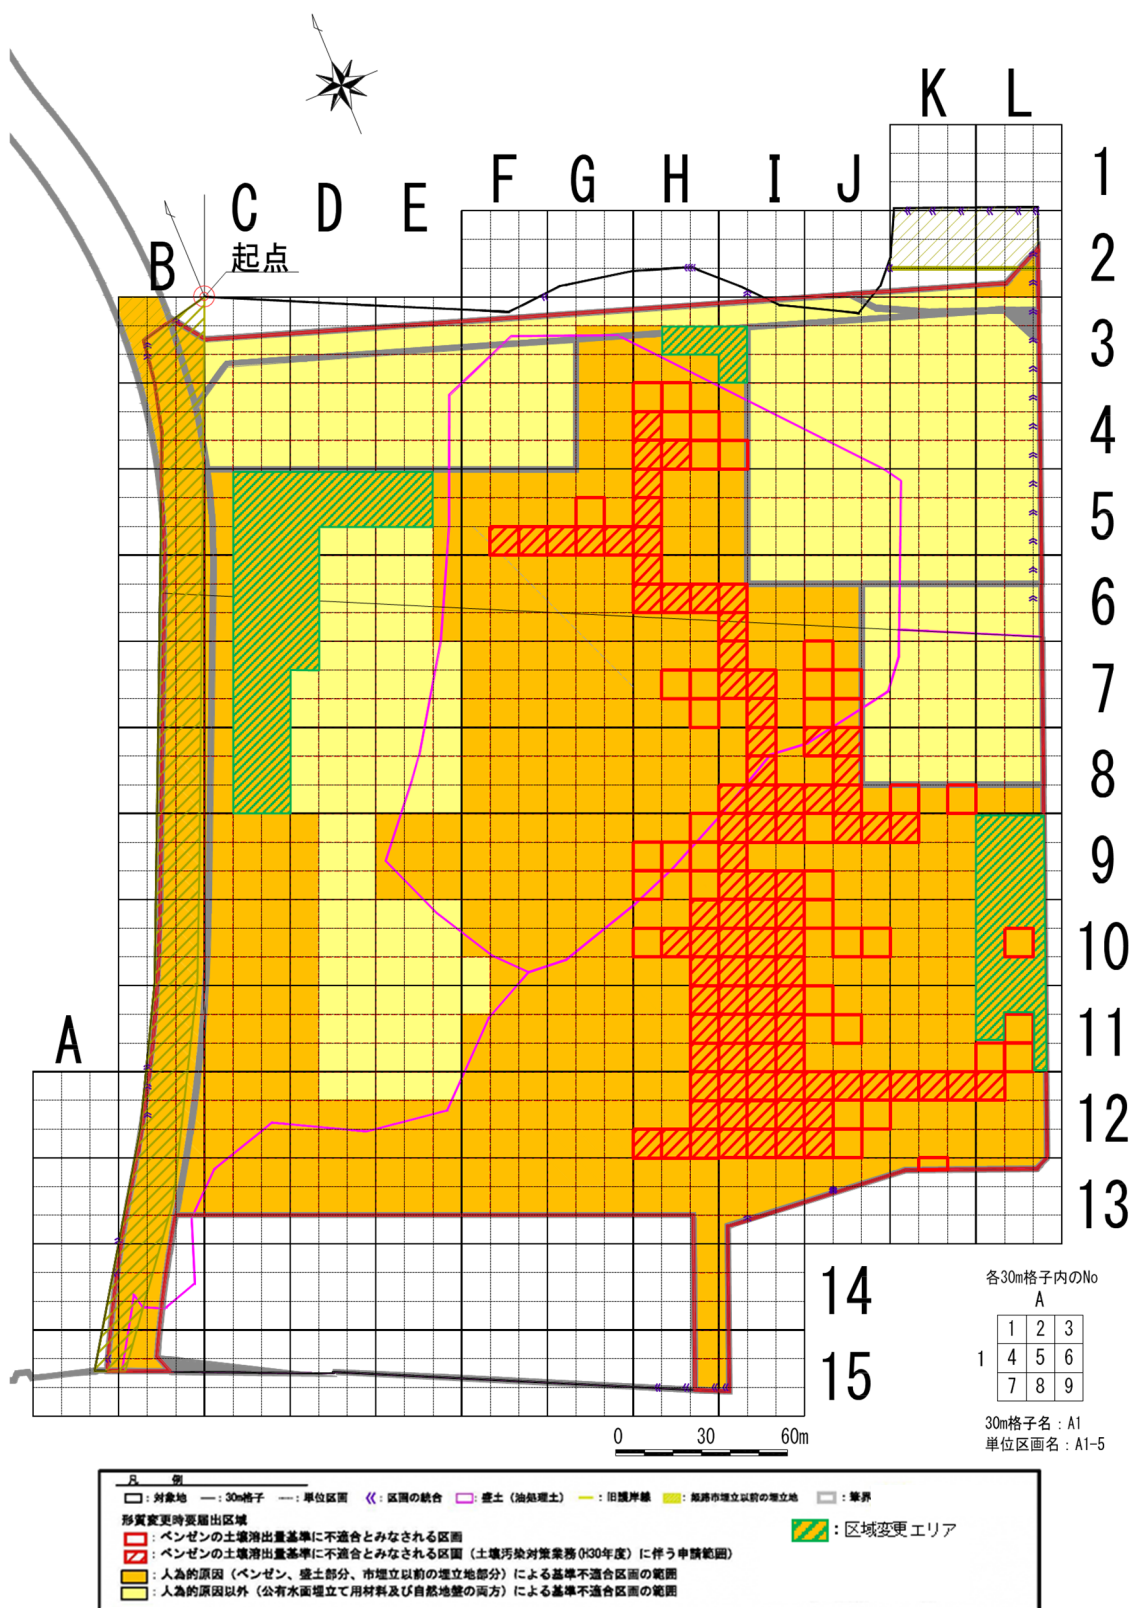 K L
1
F G H I J
C D E
B
起点
2
3
4
5
6
7
8
9
10
A
11
12
13
14
15
各30m格子内のNo
A
1 2 3
1 4 5 6
7 8 9
30m格子名：A1
単位区画名：A1-5
0 30 60m
凡 例
：対象地 ：30m格子 ：単位区画 ：区画の統合 ：盛土（油処理土） ：旧護岸線 ：姫路市埋立以前の埋立地 ：筆界
形質変更時要届出区域
：ベンゼンの土壌溶出量基準に不適合とみなされる区画
：ベンゼンの土壌溶出量基準に不適合とみなされる区画（土壌汚染対策業務(H30年度）に伴う申請範囲）
：区域変更エリア
：人為的原因（ベンゼン、盛土部分、市埋立以前の埋立地部分）による基準不適合区画の範囲
：人為的原因以外（公有水面埋立て用材料及び自然地盤の両方）による基準不適合区画の範囲